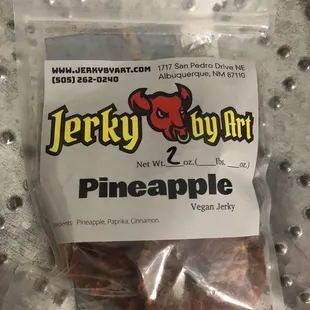 www.JERKYBYART.com
(505) 262-0240
1717 San Pedro Drive NE
Albuquerque, NM 87110
Jerky by Art
Net Wt. 2 oz. (___lbs, ___oz.)
Pineapple
Vegan Jerky
Pineapple, Paprika, Cinnamon.